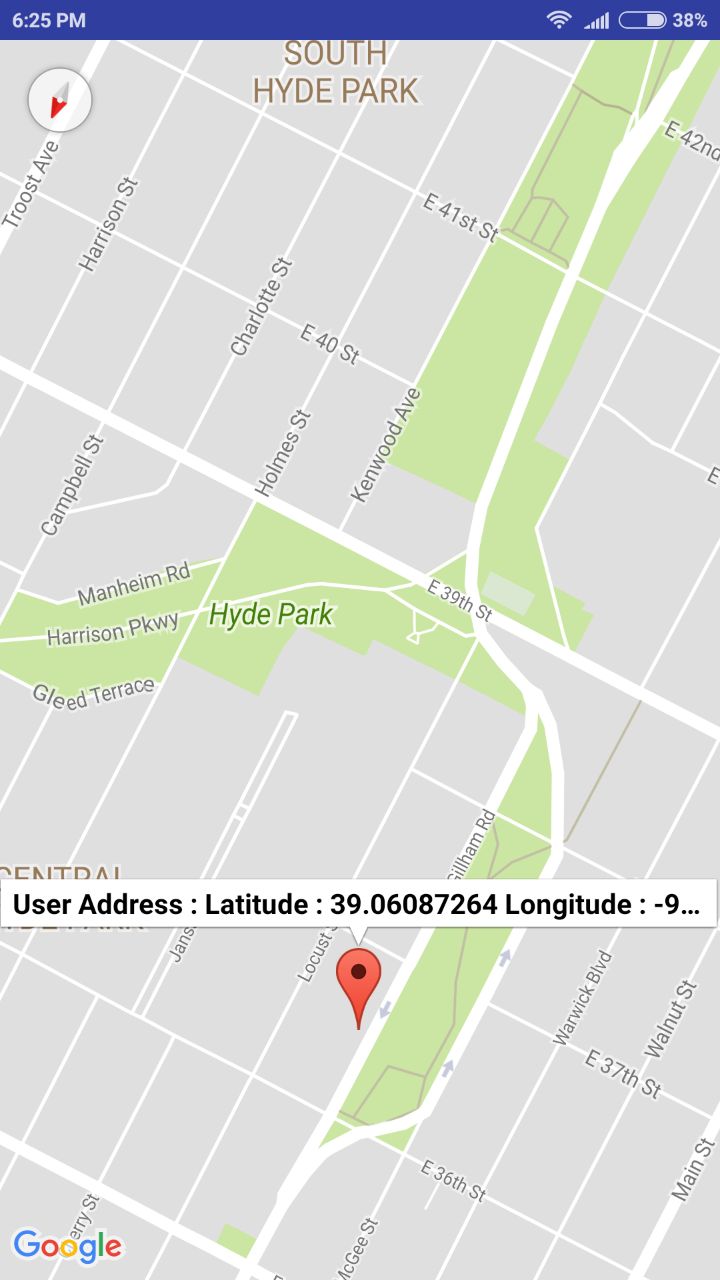 6:25 PM
38%
SOUTH
HYDE PARK
E 42nd
Troost Ave
Harrison St
E 41st St
Charlotte St
E 40 St
Kenwood Ave
Holmes St
Campbell St
Manheim Rd
E 39th St
Hyde Park
Harrison Pkwy
Gleed Terrace
Gillham Rd
CENTRAL
User Address : Latitude : 39.06087264 Longitude : -9...
Locust
Warwick Blvd
Walnut St
E 37th St
Main St
E 36th St
McGee St
Google